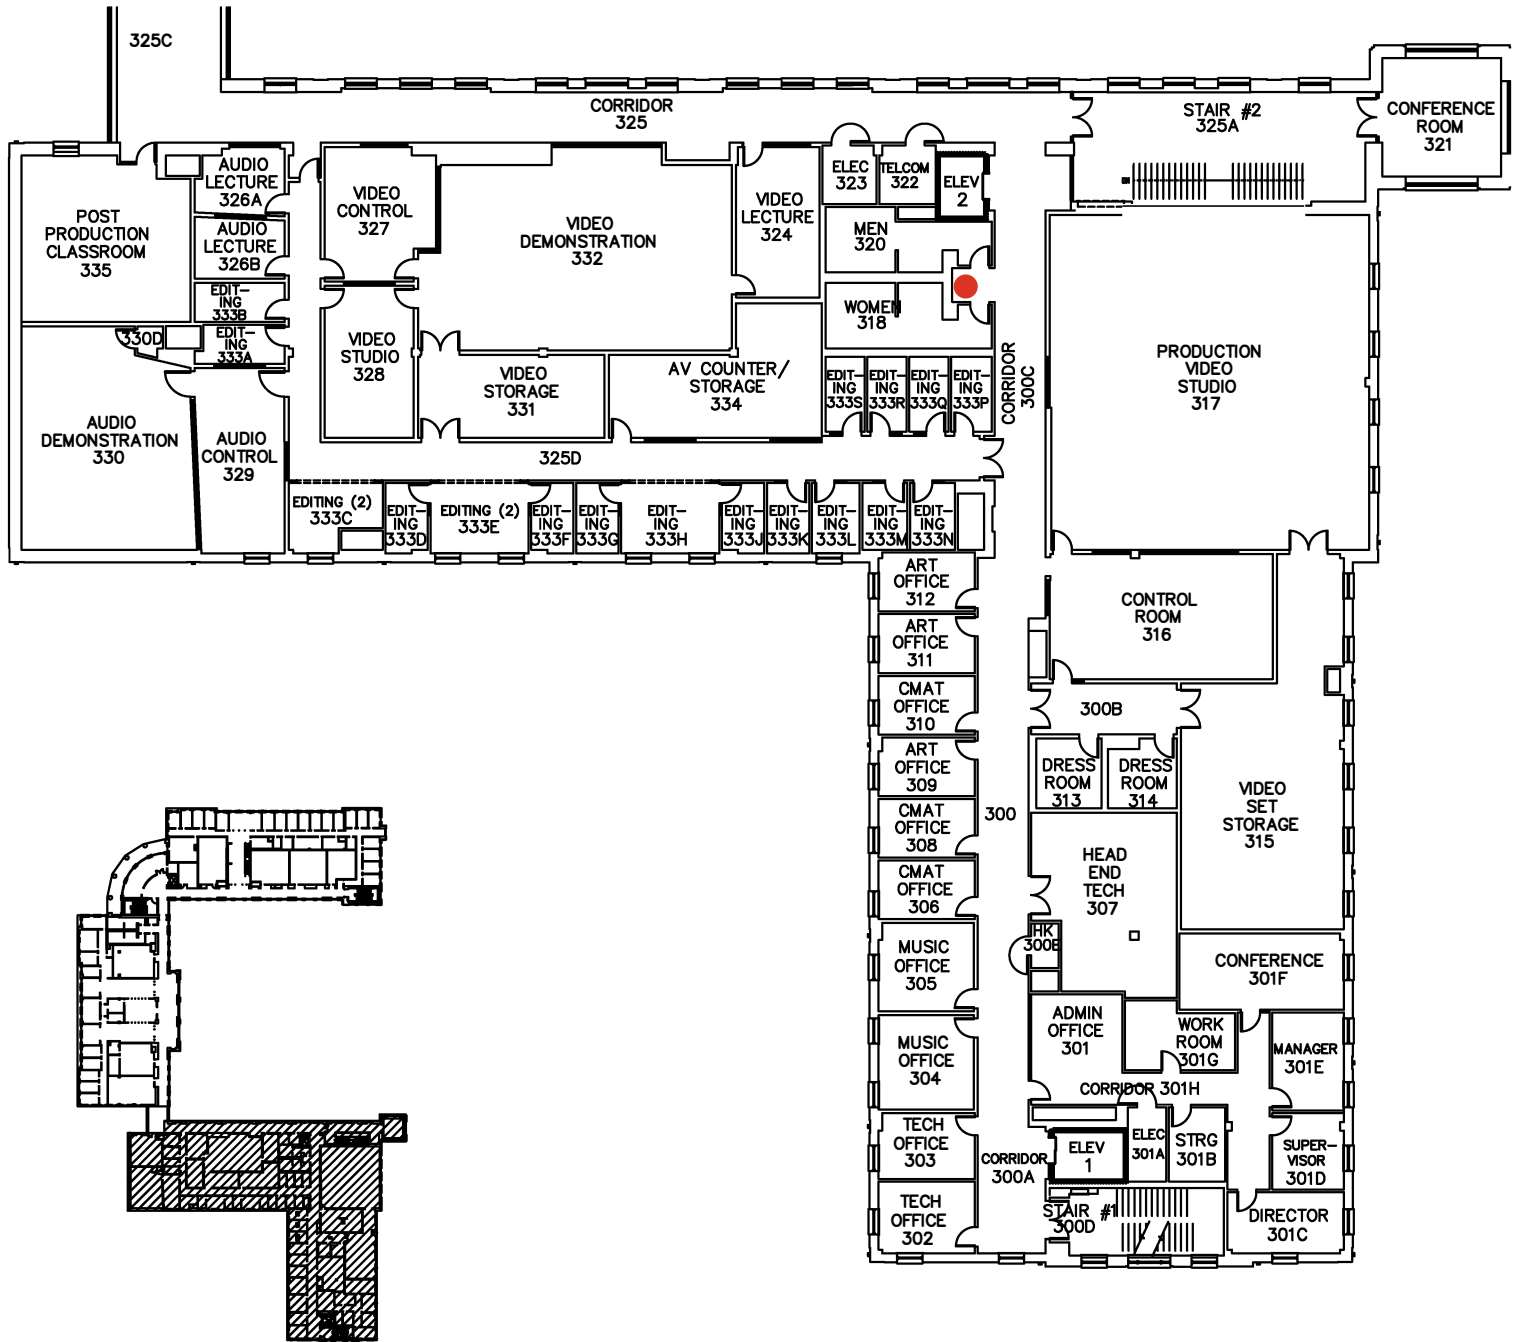 325C
CORRIDOR
325
STAIR #2
325A
CONFERENCE
ROOM
321
POST
PRODUCTION
CLASSROOM
335
AUDIO
LECTURE
326A
AUDIO
LECTURE
326B
EDIT-
ING
333B
EDIT-
ING
333A
330D
VIDEO
CONTROL
327
VIDEO
DEMONSTRATION
332
VIDEO
LECTURE
324
ELEC
323
TELCOM
322
ELEV
2
MEN
320
WOMEN
318
VIDEO
STUDIO
328
VIDEO
STORAGE
331
AV COUNTER/
STORAGE
334
EDIT-
ING
333S
EDIT-
ING
333R
EDIT-
ING
333Q
EDIT-
ING
333P
CORRIDOR
300C
PRODUCTION
VIDEO
STUDIO
317
AUDIO
DEMONSTRATION
330
AUDIO
CONTROL
329
325D
EDITING (2)
333C
EDIT-
ING
333D
EDITING (2)
333E
EDIT-
ING
333F
EDIT-
ING
333G
EDIT-
ING
333H
EDIT-
ING
333J
EDIT-
ING
333K
EDIT-
ING
333L
EDIT-
ING
333M
EDIT-
ING
333N
ART
OFFICE
312
ART
OFFICE
311
CMAT
OFFICE
310
ART
OFFICE
309
CMAT
OFFICE
308
CMAT
OFFICE
306
MUSIC
OFFICE
305
MUSIC
OFFICE
304
TECH
OFFICE
303
TECH
OFFICE
302
CONTROL
ROOM
316
300B
DRESS
ROOM
313
DRESS
ROOM
314
VIDEO
SET
STORAGE
315
300
HEAD
END
TECH
307
HK
300E
CONFERENCE
301F
ADMIN
OFFICE
301
WORK
ROOM
301G
MANAGER
301E
CORRIDOR 301H
ELEC
301A
STRG
301B
SUPER-
VISOR
301D
CORRIDOR
300A
ELEV
1
STAIR #1
300D
DIRECTOR
301C